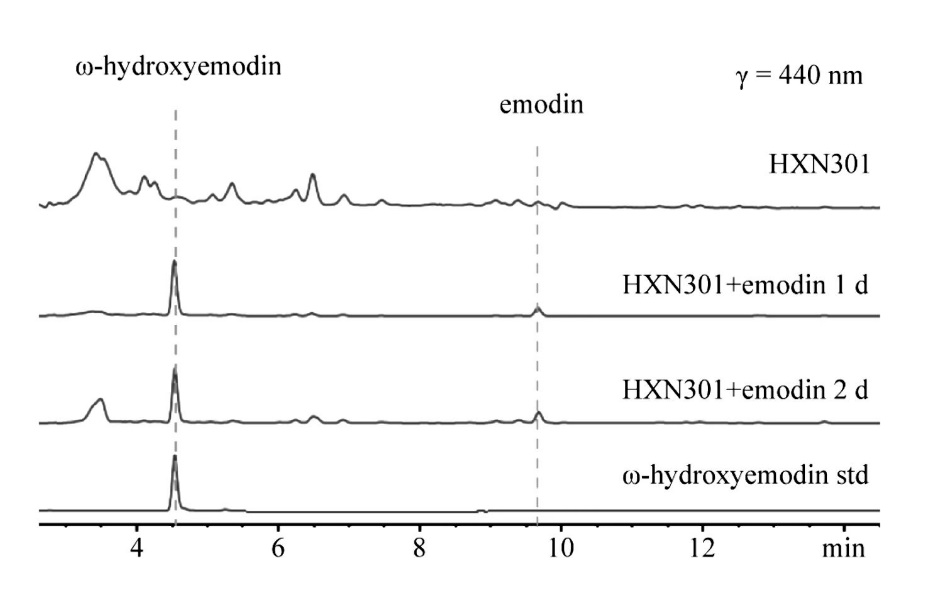 ω-hydroxyemodin
γ = 440 nm
emodin
HXN301
HXN301+emodin 1 d
HXN301+emodin 2 d
ω-hydroxyemodin std
4 6 8 10 12 min